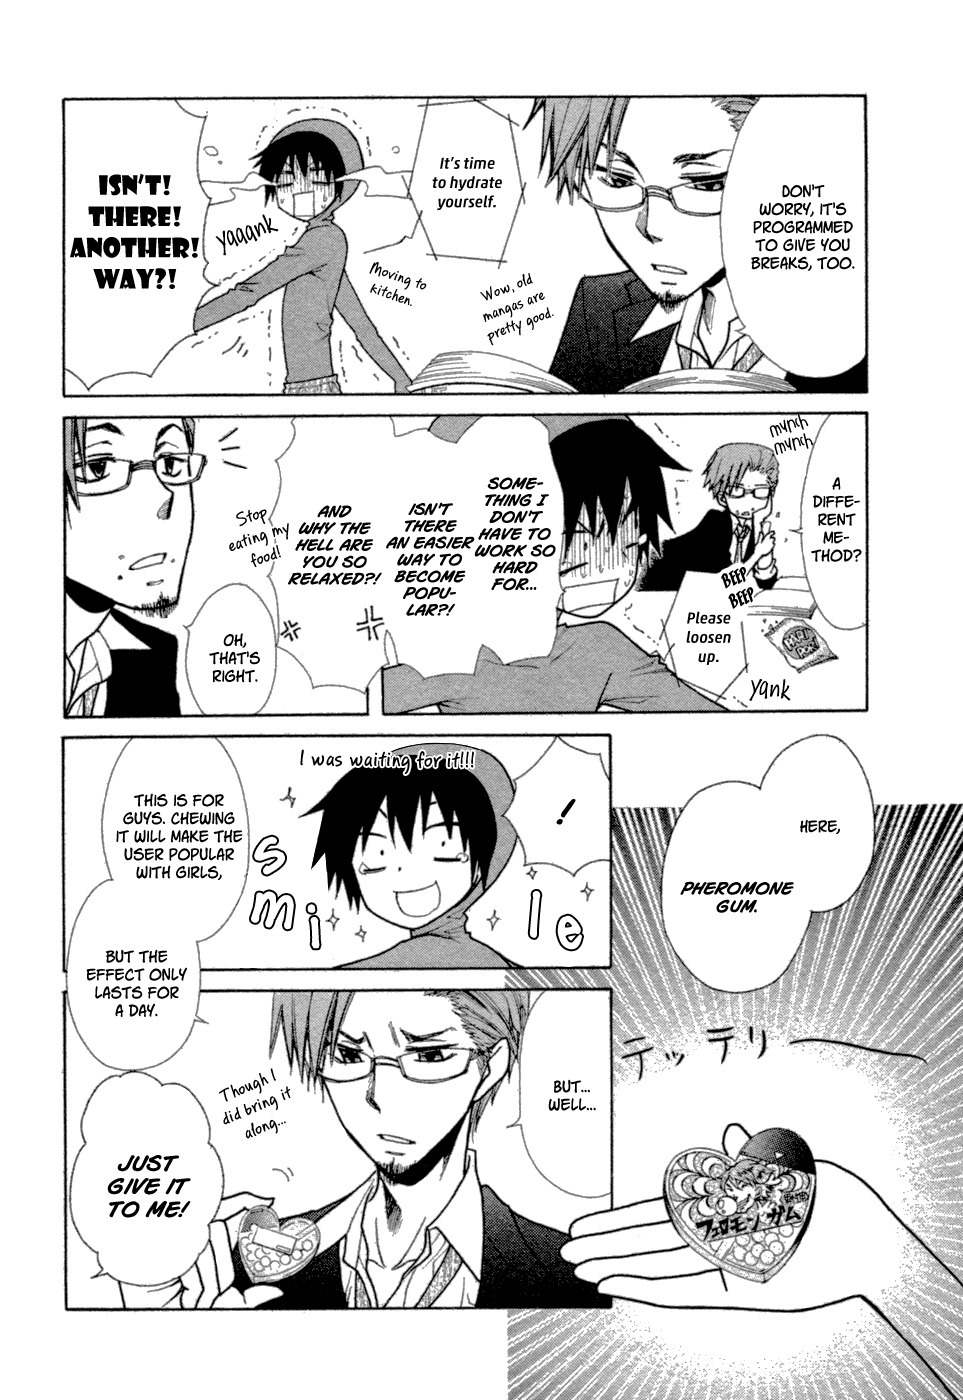 DON'T
WORRY, IT'S
PROGRAMMED
TO GIVE YOU
BREAKS, TOO.
Wow, old
mangas are
pretty good.
It's time
to hydrate
yourself.
Moving to
kitchen.
yaaank
ISN'T!
THERE!
ANOTHER!
WAY?!
A
DIFFE-
RENT
ME-
THOD?
munch
munch
BEEP
BEEP
Please
loosen
up.
yank
SOME-
THING I
DON'T
HAVE TO
WORK SO
HARD
FOR...
ISN'T
THERE
AN EASIER
WAY TO
BECOME
POPU-
LAR?!
AND
WHY THE
HELL ARE
YOU SO
RELAXED?!
Stop
eating my
food!
OH,
THAT'S
RIGHT.
HERE,
PHEROMONE
GUM.
テッテリー
フェロモンガム
!
I was waiting for it!!!
smile
THIS IS FOR
GUYS. CHEWING
IT WILL MAKE THE
USER POPULAR
WITH GIRLS,
BUT THE
EFFECT ONLY
LASTS FOR
A DAY.
BUT...
WELL...
Though I
did bring it
along...
JUST
GIVE IT
TO ME!